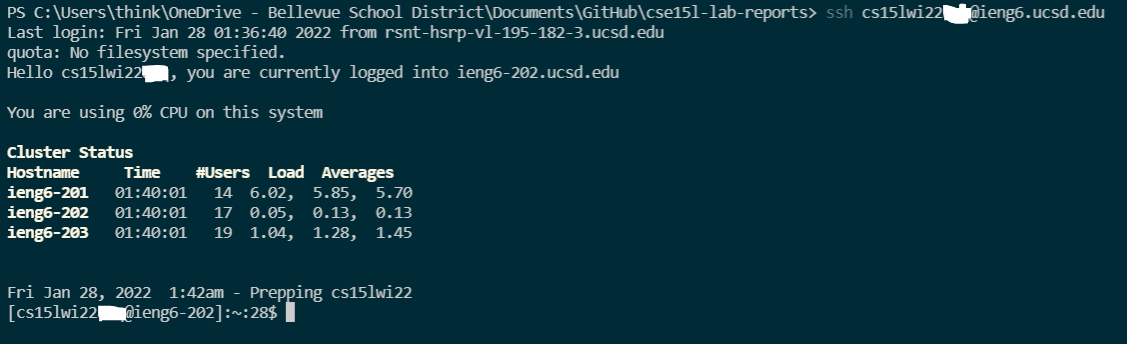 PS C:\Users\think\OneDrive - Bellevue School District\Documents\GitHub\cse15l-lab-reports> ssh cs15lwi22@ieng6.ucsd.edu
Last login: Fri Jan 28 01:36:40 2022 from rsnt-hsrp-vl-195-182-3.ucsd.edu
quota: No filesystem specified.
Hello cs15lwi22, you are currently logged into ieng6-202.ucsd.edu
You are using 0% CPU on this system
Cluster Status
Hostname Time #Users Load Averages
ieng6-201 01:40:01 14 6.02, 5.85, 5.70
ieng6-202 01:40:01 17 0.05, 0.13, 0.13
ieng6-203 01:40:01 19 1.04, 1.28, 1.45
Fri Jan 28, 2022 1:42am - Prepping cs15lwi22
[cs15lwi22@ieng6-202]:~:28$